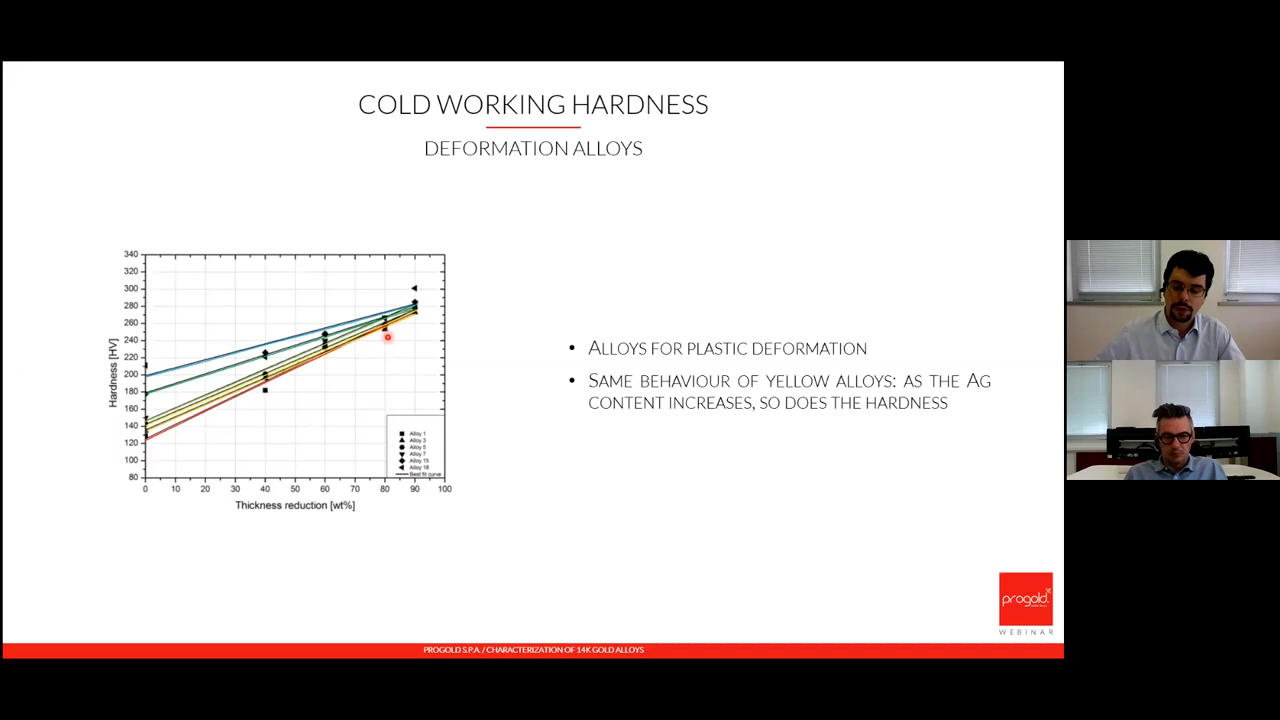 COLD WORKING HARDNESS
DEFORMATION ALLOYS
340
320
300
280
260
240
220
200
180
160
140
120
100
80
Hardness [HV]
0 10 20 30 40 50 60 70 80 90 100
Thickness reduction [wt%]
Alloy 1
Alloy 3
Alloy 5
Alloy 7
Alloy 15
Alloy 18
Best fit curve
• ALLOYS FOR PLASTIC DEFORMATION
• SAME BEHAVIOUR OF YELLOW ALLOYS: AS THE AG
CONTENT INCREASES, SO DOES THE HARDNESS
progold
WEBINAR
PROGOLD S.P.A. / CHARACTERIZATION OF 14K GOLD ALLOYS